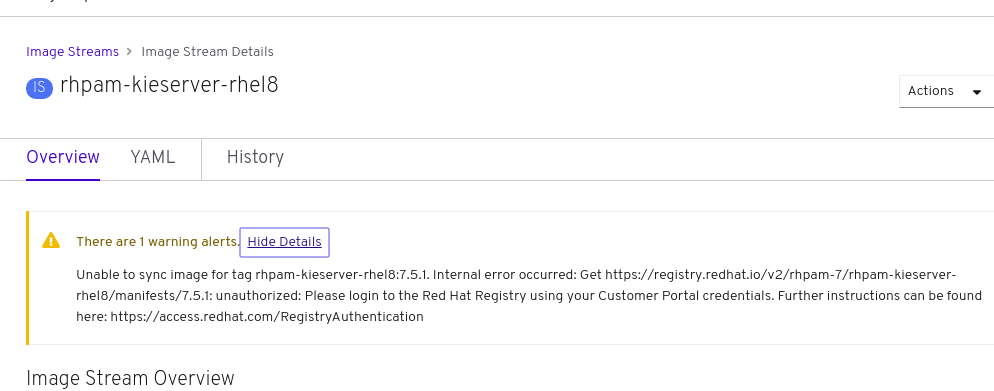 Image Streams > Image Stream Details
IS rhpam-kieserver-rhel8
Actions
Overview YAML History
There are 1 warning alerts. Hide Details
Unable to sync image for tag rhpam-kieserver-rhel8:7.5.1. Internal error occurred: Get https://registry.redhat.io/v2/rhpam-7/rhpam-kieserver-
rhel8/manifests/7.5.1: unauthorized: Please login to the Red Hat Registry using your Customer Portal credentials. Further instructions can be found
here: https://access.redhat.com/RegistryAuthentication
Image Stream Overview